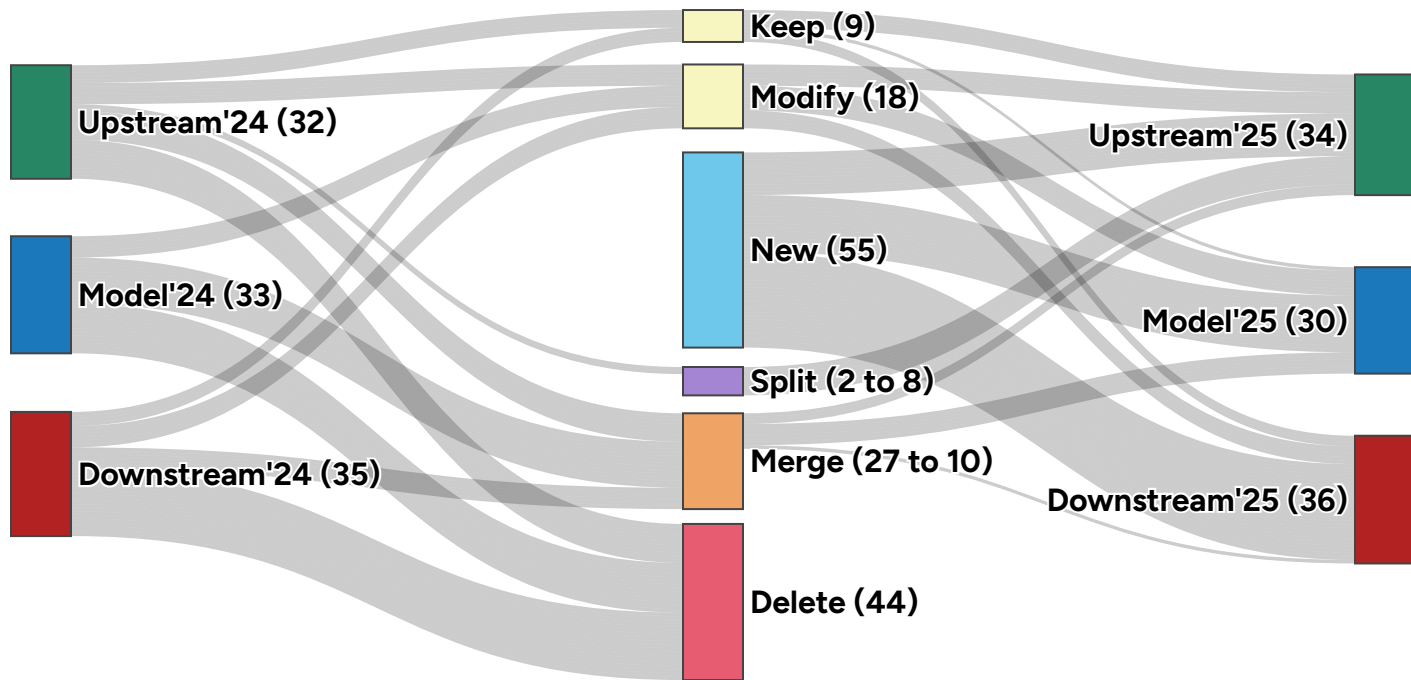 Upstream'24 (32)
Model'24 (33)
Downstream'24 (35)
Keep (9)
Modify (18)
New (55)
Split (2 to 8)
Merge (27 to 10)
Delete (44)
Upstream'25 (34)
Model'25 (30)
Downstream'25 (36)